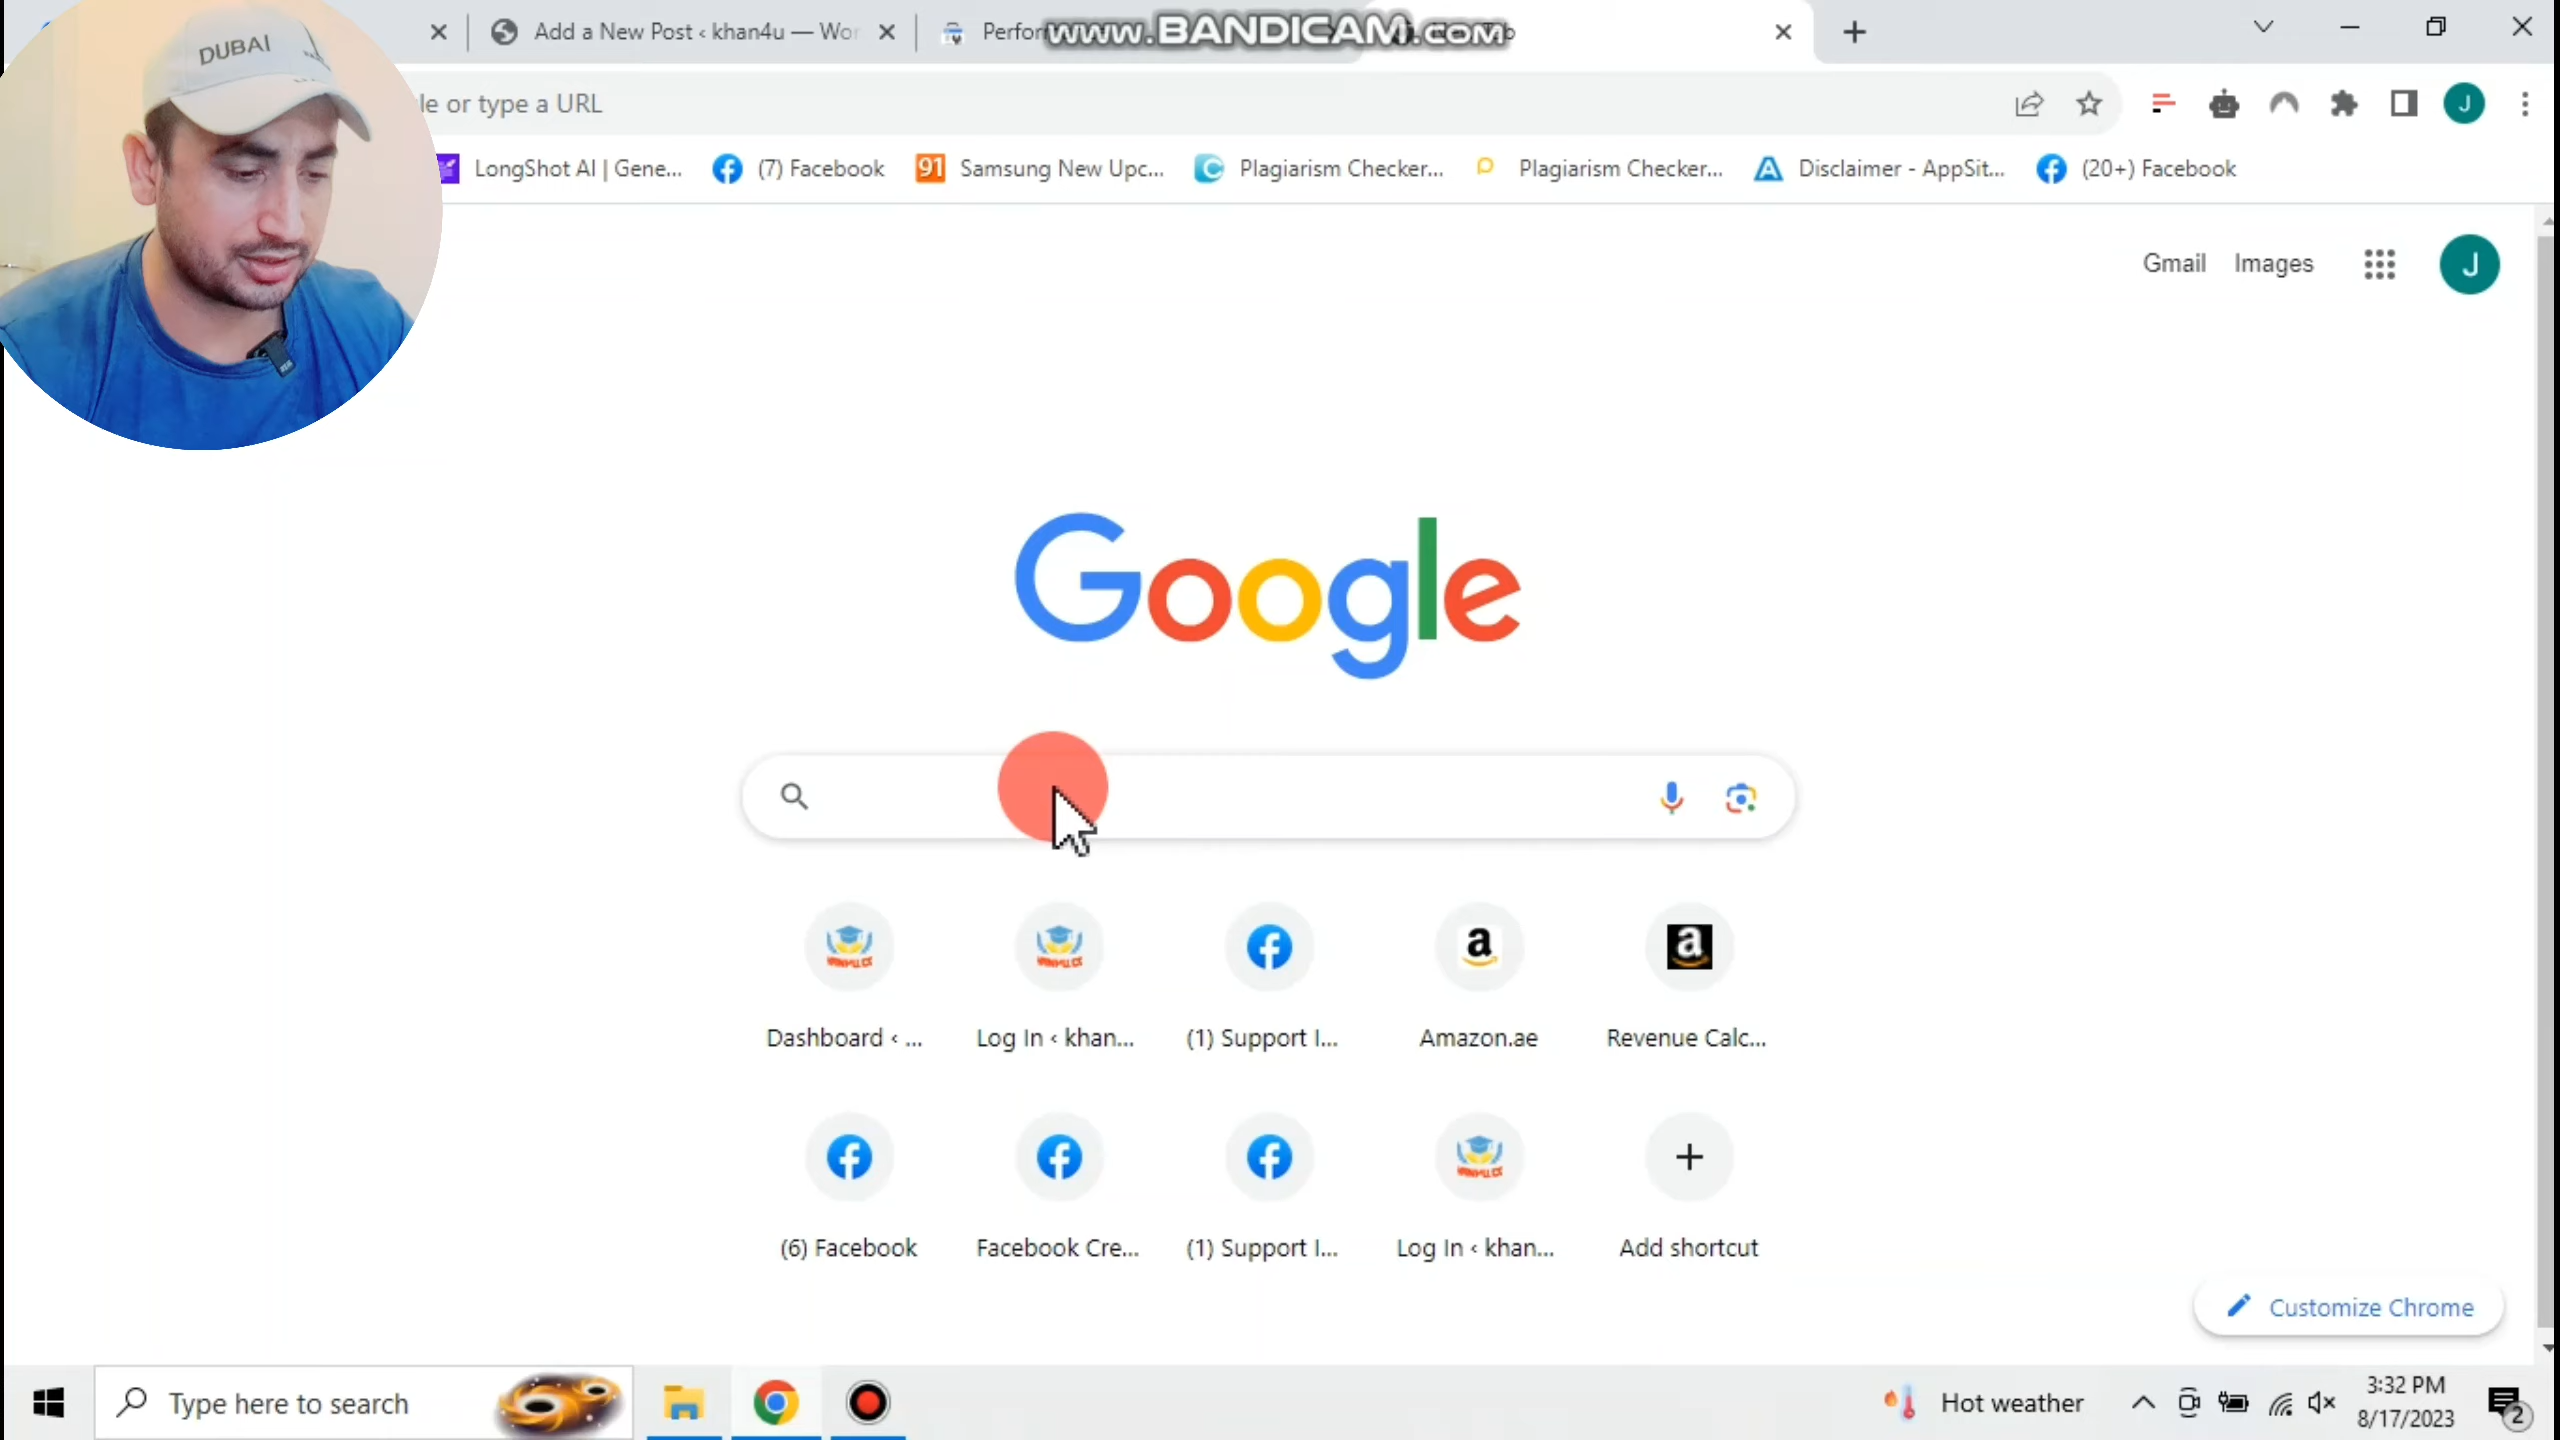 DUBAI
Add a New Post ‹ khan4u — Wor
Perfor
www.BANDICAM.com
le or type a URL
J
LongShot AI | Gene...
(7) Facebook
91
Samsung New Upc...
Plagiarism Checker...
Plagiarism Checker...
Disclaimer - AppSit...
(20+) Facebook
Gmail
Images
J
Google
Dashboard ‹ ...
Log In ‹ khan...
(1) Support I...
Amazon.ae
Revenue Calc...
(6) Facebook
Facebook Cre...
(1) Support I...
Log In ‹ khan...
Add shortcut
Customize Chrome
Type here to search
Hot weather
3:32 PM
8/17/2023
2